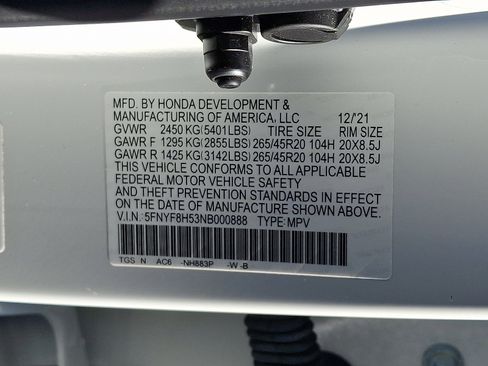 MFD. BY HONDA DEVELOPMENT &
MANUFACTURING OF AMERICA, LLC 12/'21
GVWR 2450 KG(5401LBS) TIRE SIZE RIM SIZE
GAWR F 1295 KG(2855LBS) 265/45R20 104H 20X8.5J
GAWR R 1425 KG(3142LBS) 265/45R20 104H 20X8.5J
THIS VEHICLE CONFORMS TO ALL APPLICABLE
FEDERAL MOTOR VEHICLE SAFETY
AND THEFT PREVENTION STANDARDS IN EFFECT
ON THE DATE OF MANUFACTURE SHOWN ABOVE.
V.I.N.: 5FNYF8H53NB000888 TYPE: MPV
TGS N AC6 -NH883P -W -B